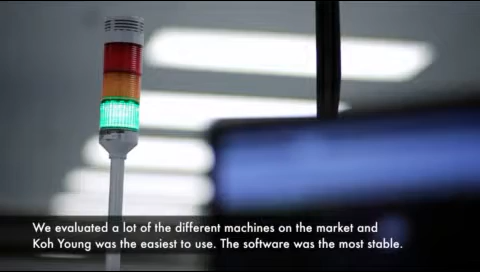 We evaluated a lot of the different machines on the market and
Koh Young was the easiest to use. The software was the most stable.